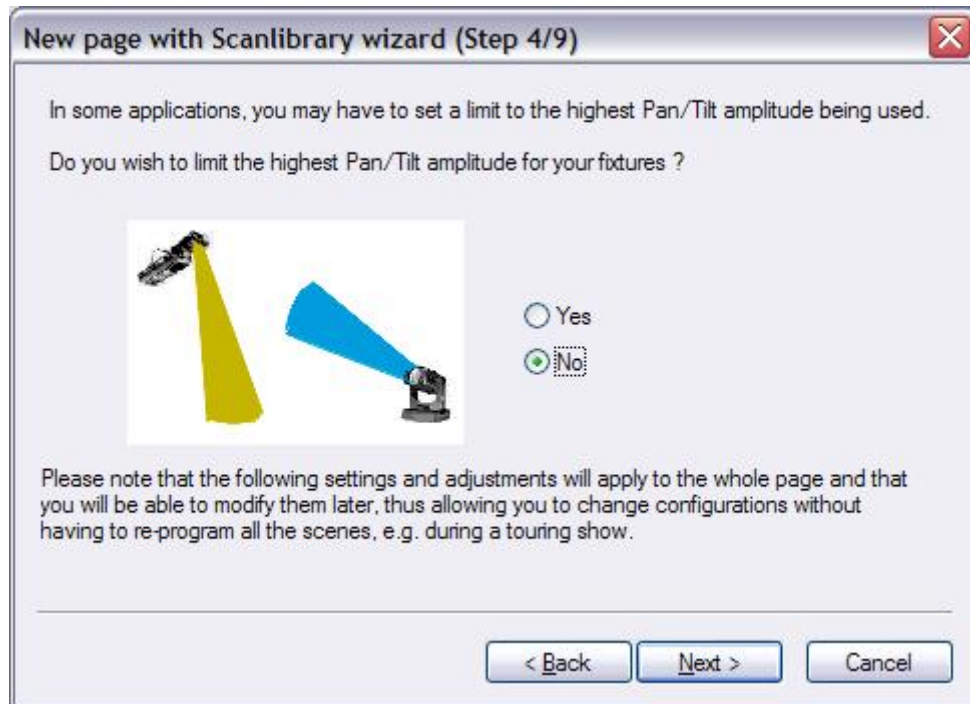 New page with Scanlibrary wizard (Step 4/9)
In some applications, you may have to set a limit to the highest Pan/Tilt amplitude being used.
Do you wish to limit the highest Pan/Tilt amplitude for your fixtures ?
Yes
No
Please note that the following settings and adjustments will apply to the whole page and that
you will be able to modify them later, thus allowing you to change configurations without
having to re-program all the scenes, e.g. during a touring show.
< Back
Next >
Cancel